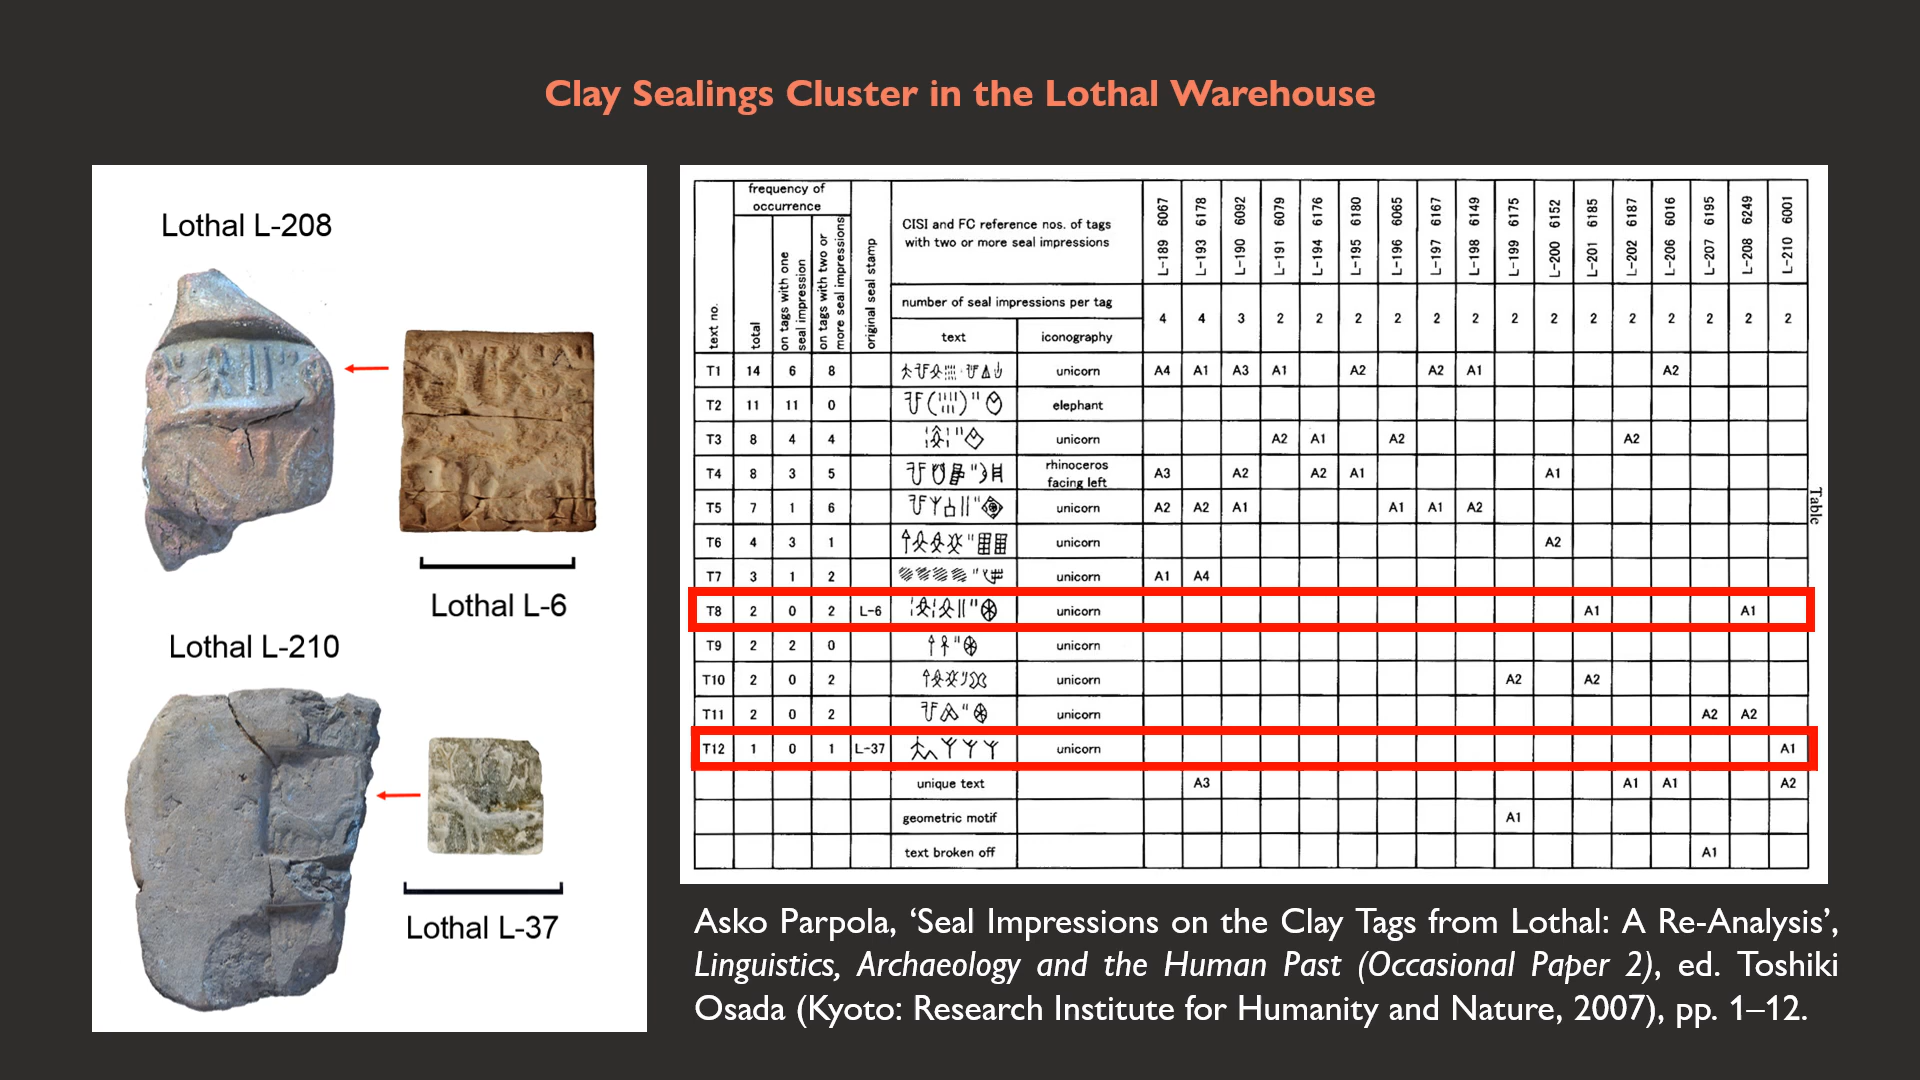 Clay Sealings Cluster in the Lothal Warehouse
Lothal L-208
Lothal L-6
Lothal L-210
Lothal L-37
text no.
frequency of occurrence
total
on tags with one seal impression
on tags with two or more seal impressions
original seal stamp
CISI and FC reference nos. of tags with two or more seal impressions
number of seal impressions per tag
text iconography
L-189 6067 L-193 6178 L-190 6092 L-191 6079 L-194 6176 L-195 6180 L-196 6065 L-197 6167 L-198 6149 L-199 6175 L-200 6152 L-201 6185 L-202 6187 L-206 6016 L-207 6195 L-208 6249 L-210 6001
4 4 3 2 2 2 2 2 2 2 2 2 2 2 2 2 2
T1 14 6 8 unicorn A4 A1 A3 A1 A2 A2 A1 A2
T2 11 11 0 elephant
T3 8 4 4 unicorn A2 A1 A2 A2
T4 8 3 5 rhinoceros facing left A3 A2 A2 A1 A1
T5 7 1 6 unicorn A2 A2 A1 A1 A1 A2
T6 4 3 1 unicorn A2
T7 3 1 2 unicorn A1 A4
T8 2 0 2 L-6 unicorn A1 A1
T9 2 2 0 unicorn
T10 2 0 2 unicorn A2 A2
T11 2 0 2 unicorn A2 A2
T12 1 0 1 L-37 unicorn A1
unique text A3 A1 A1 A2
geometric motif A1
text broken off A1
Table
Asko Parpola, ‘Seal Impressions on the Clay Tags from Lothal: A Re-Analysis’,
Linguistics, Archaeology and the Human Past (Occasional Paper 2), ed. Toshiki
Osada (Kyoto: Research Institute for Humanity and Nature, 2007), pp. 1–12.